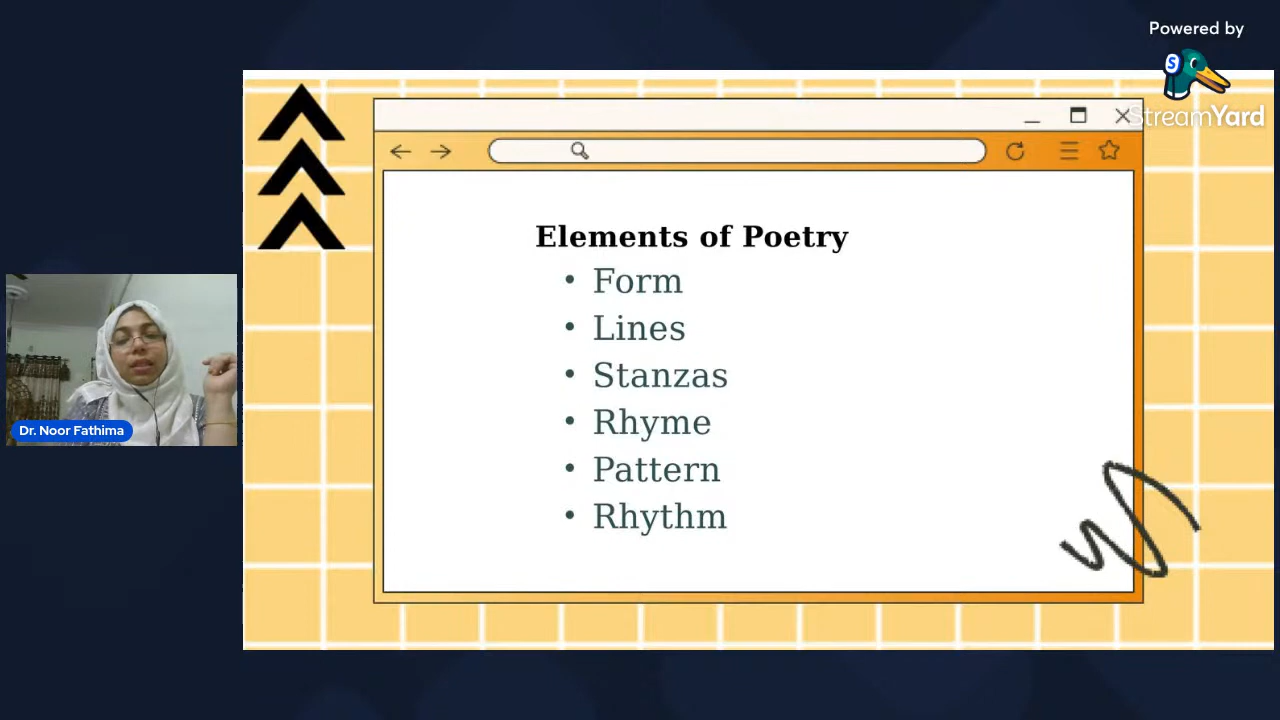 Powered by
StreamYard
Elements of Poetry
• Form
• Lines
• Stanzas
• Rhyme
• Pattern
• Rhythm
Dr. Noor Fathima